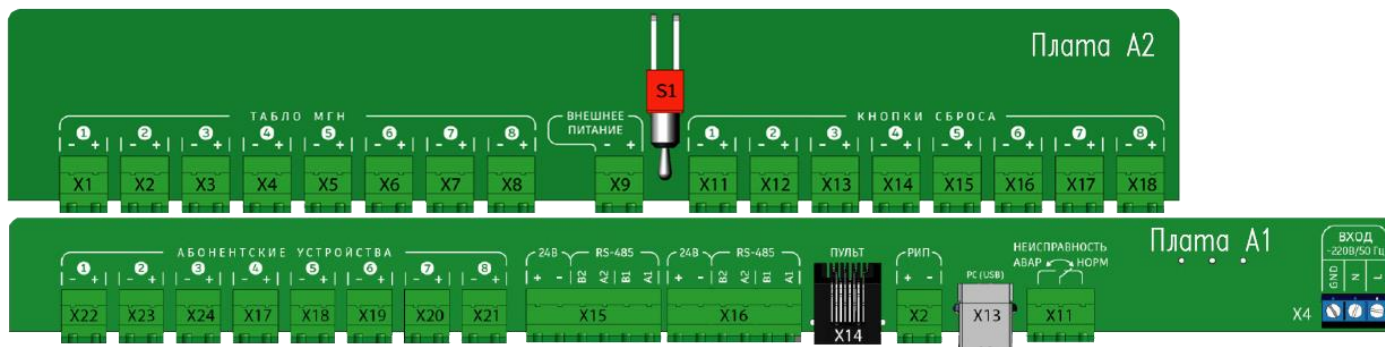 Плата А2
S1
ТАБЛО МГН
ВНЕШНЕЕ
ПИТАНИЕ
КНОПКИ СБРОСА
1 2 3 4 5 6 7 8
1 2 3 4 5 6 7 8
- + - + - + - + - + - + - + - + - + - + - + - + - + - + - + - + - +
X1 X2 X3 X4 X5 X6 X7 X8 X9 X11 X12 X13 X14 X15 X16 X17 X18
Плата А1
АБОНЕНТСКИЕ УСТРОЙСТВА
1 2 3 4 5 6 7 8
- + - + - + - + - + - + - + - +
24В RS-485
+ - B2 A2 B1 A1
24В RS-485
+ - B2 A2 B1 A1
ПУЛЬТ
РИП
+ -
PC (USB)
НЕИСПРАВНОСТЬ
АВАР НОРМ
ВХОД
~220В/50 Гц
GND N L
X22 X23 X24 X17 X18 X19 X20 X21 X15 X16 X14 X2 X13 X11 X4